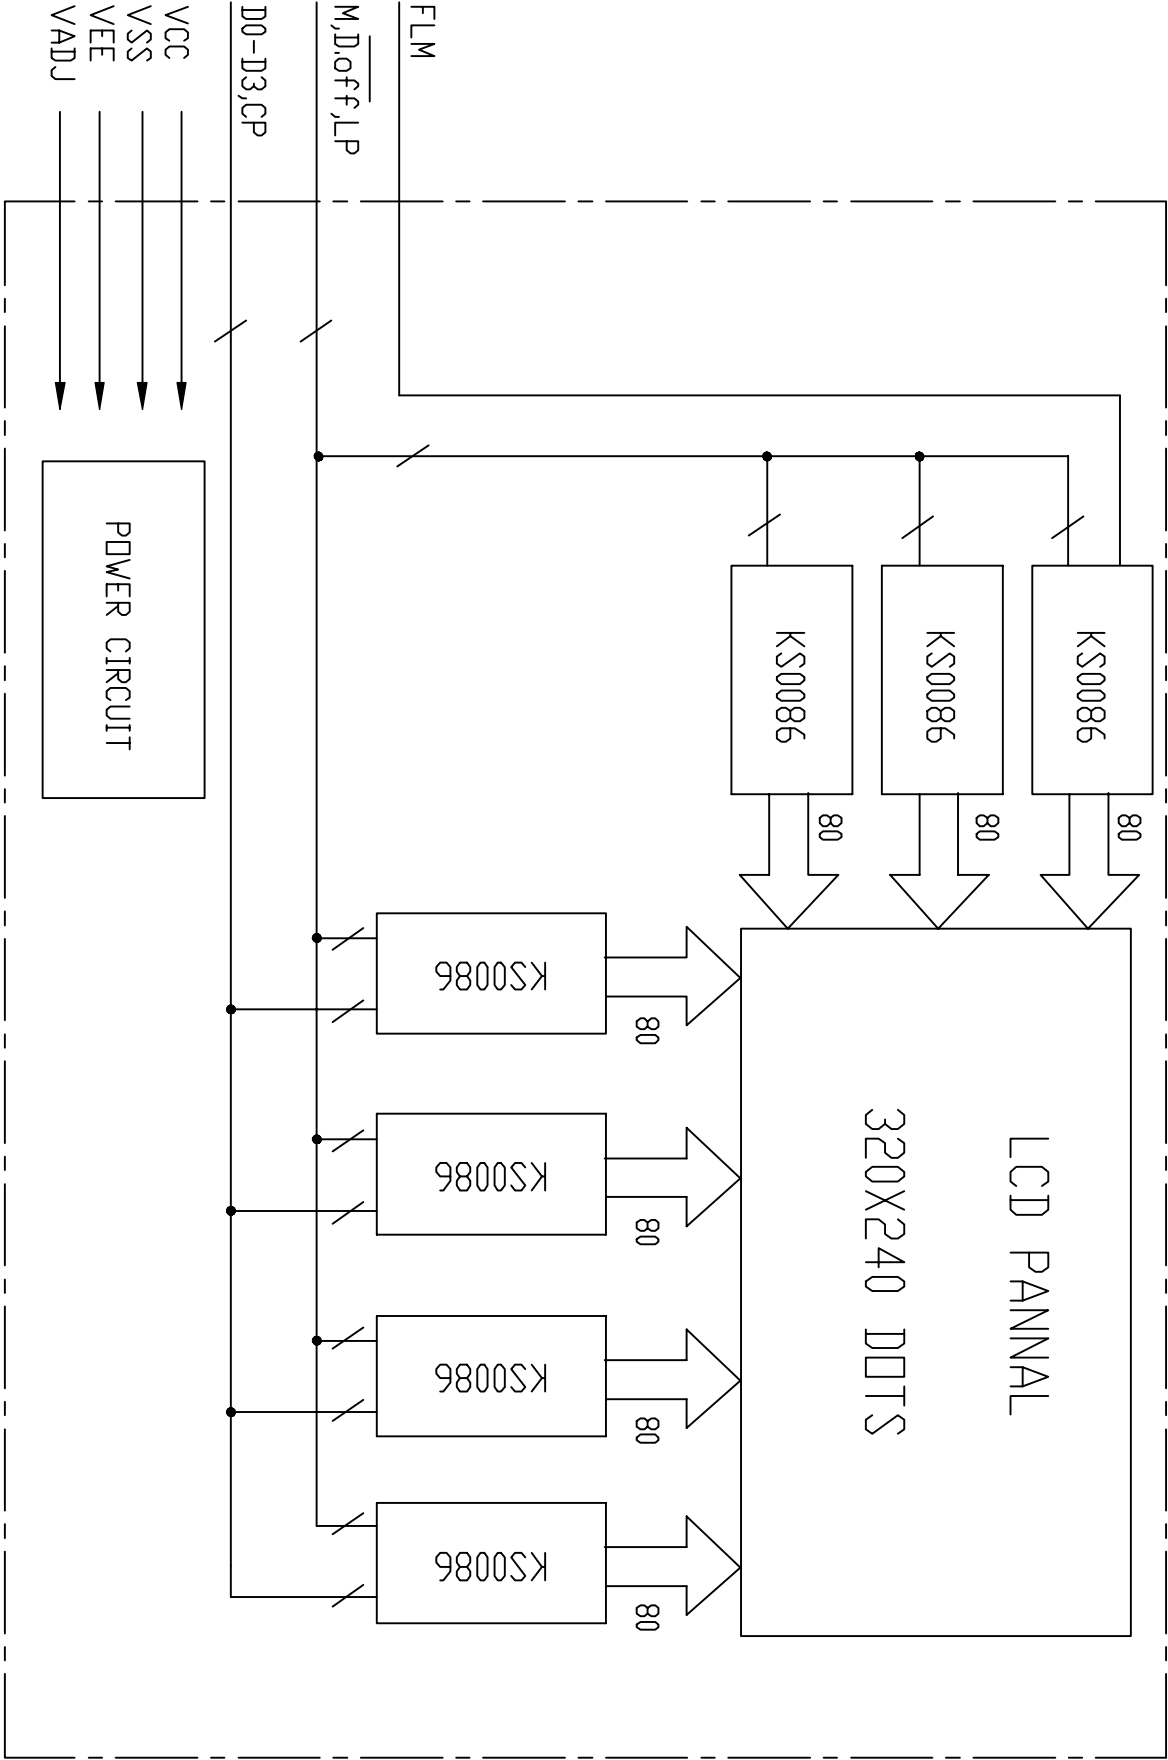 FLM
M,D.off,LP
D0-D3,CP
VCC
VSS
VEE
VADJ
POWER CIRCUIT
KS0086
80
KS0086
80
KS0086
80
LCD PANNAL
320X240 DOTS
KS0086
80
KS0086
80
KS0086
80
KS0086
80